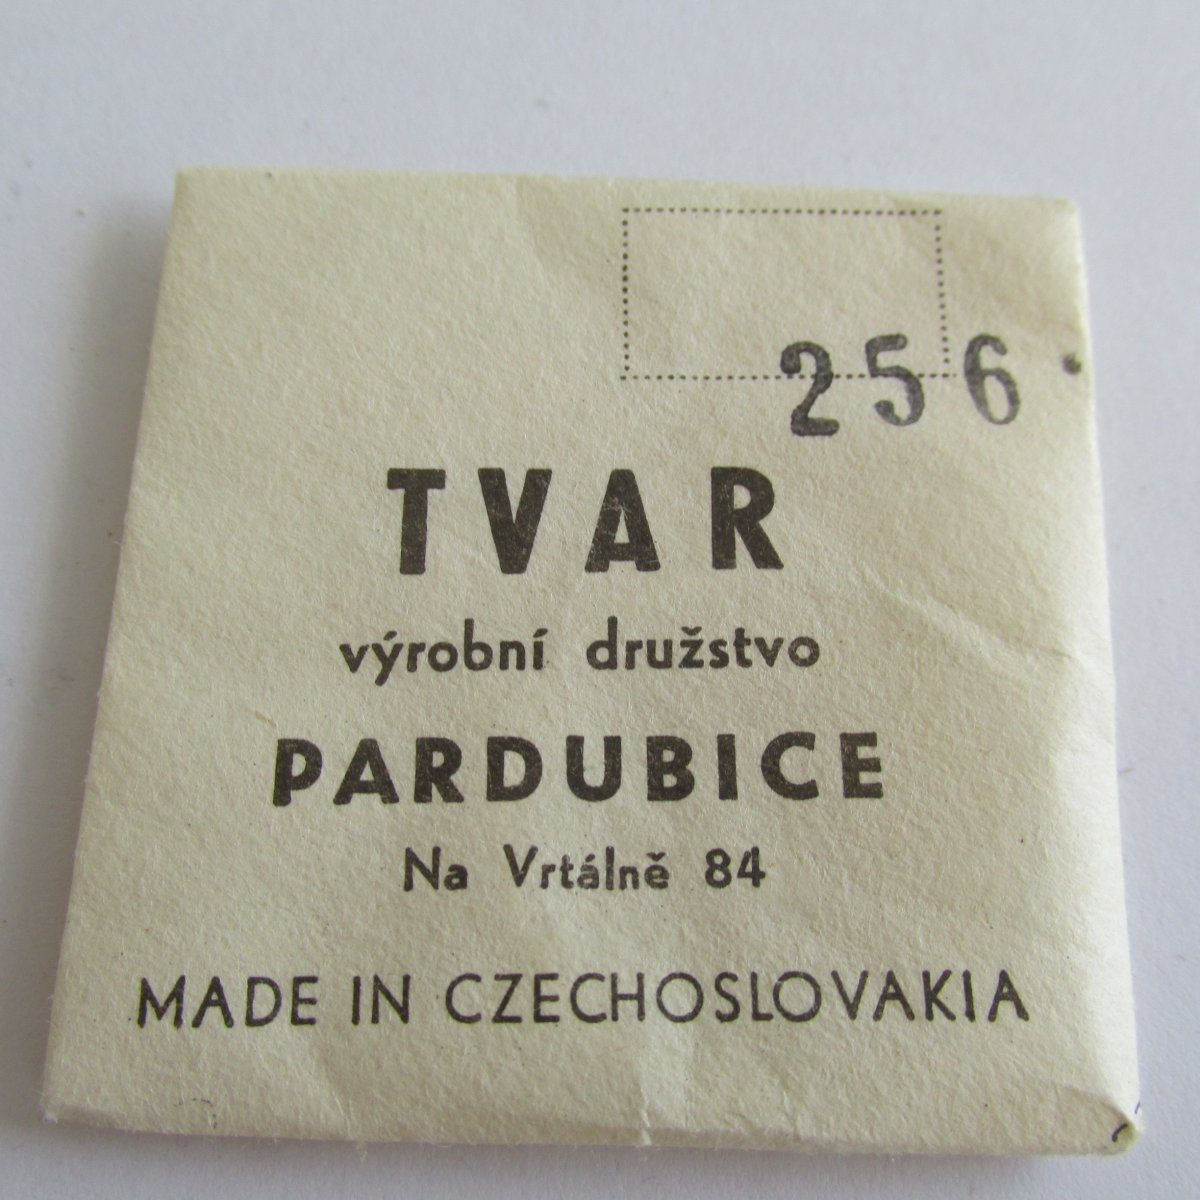 256
TVAR
výrobní družstvo
PARDUBICE
Na Vrtálně 84
MADE IN CZECHOSLOVAKIA